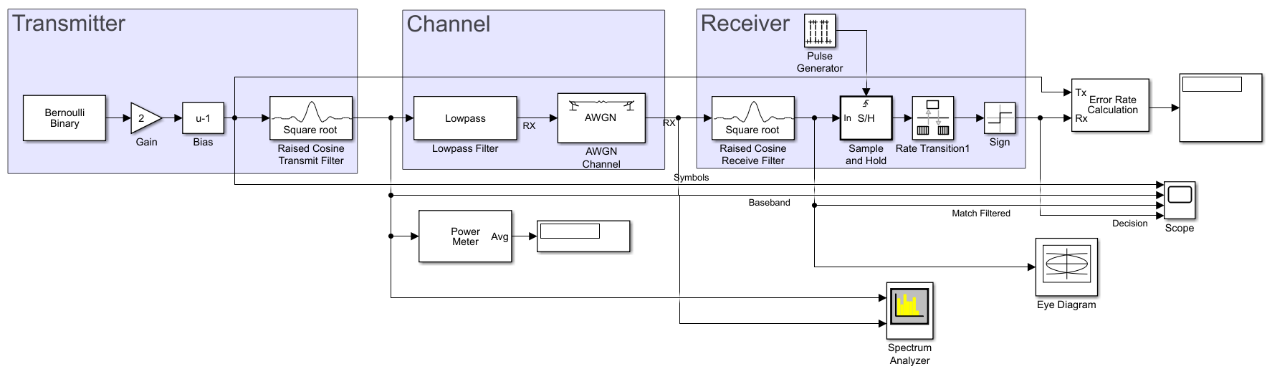 Transmitter
Channel
Receiver
Pulse
Generator
Bernoulli
Binary
2
Gain
u-1
Bias
Square root
Raised Cosine
Transmit Filter
Lowpass
Lowpass Filter
RX
AWGN
AWGN
Channel
RX
Square root
Raised Cosine
Receive Filter
In
S/H
Sample
and Hold
Rate Transition1
Sign
Tx
Rx
Error Rate
Calculation
Symbols
Baseband
Match Filtered
Decision
Scope
Power
Meter
Avg
Eye Diagram
Spectrum
Analyzer